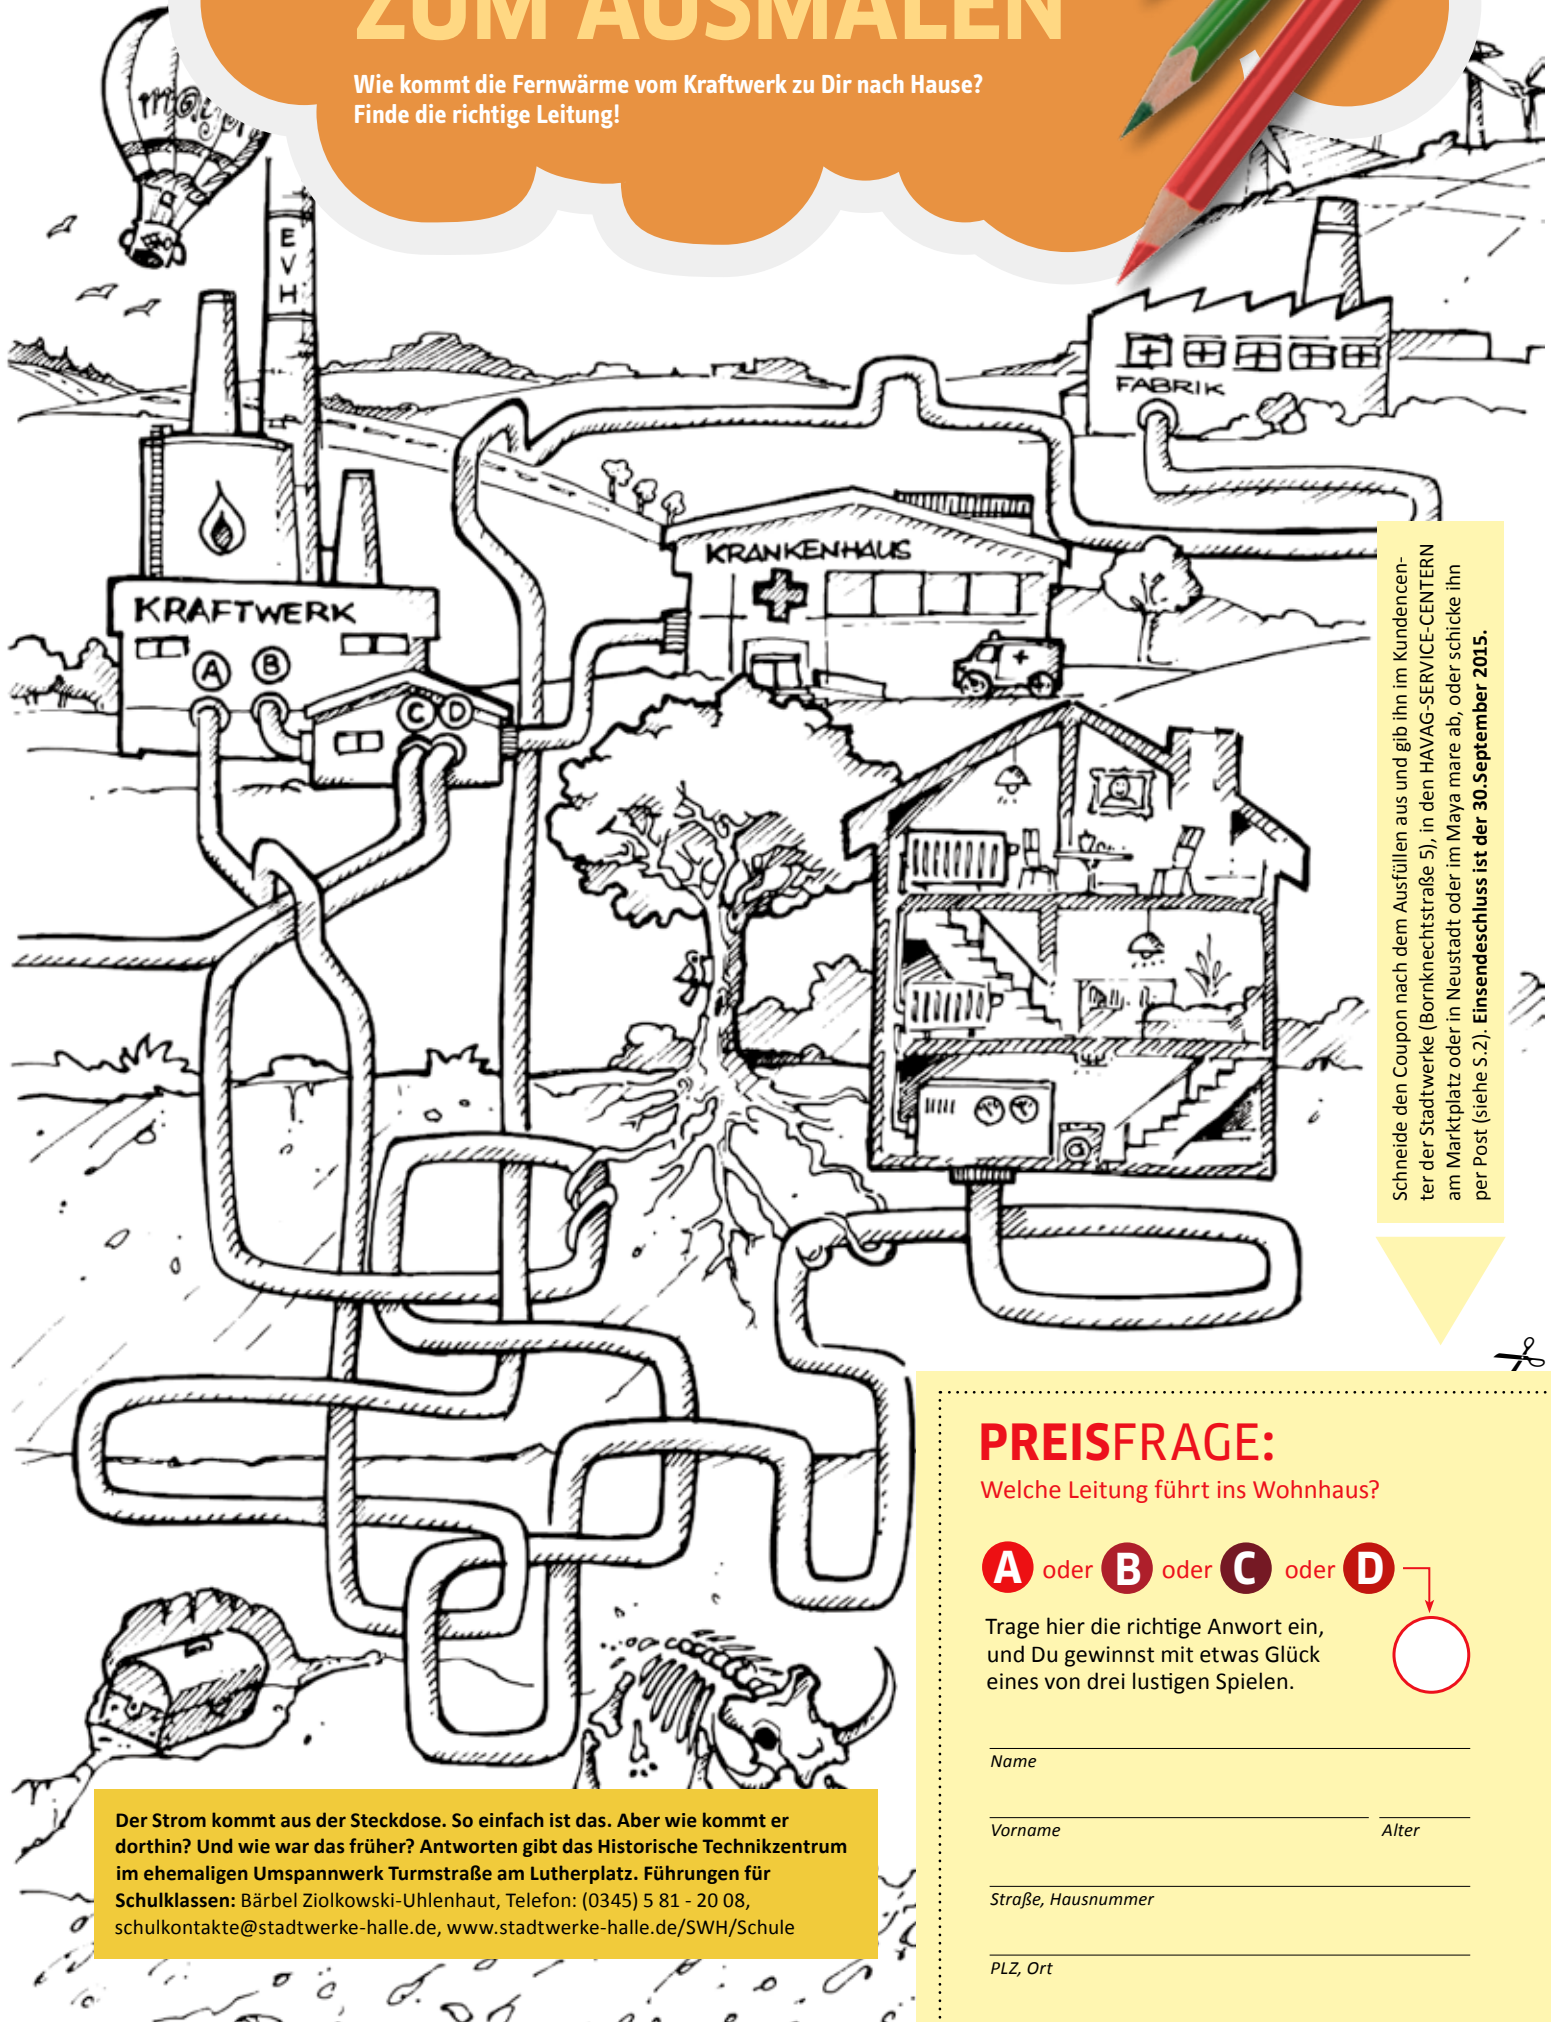 ZUM AUSMALEN
Wie kommt die Fernwärme vom Kraftwerk zu Dir nach Hause?
Finde die richtige Leitung!
E
V
H
FABRIK
KRANKENHAUS
KRAFTWERK
A
B
C
D
Schneide den Coupon nach dem Ausfüllen aus und gib ihn im Kundencen-
ter der Stadtwerke (Bornknechtstraße 5), in den HAVAG-SERVICE-CENTERN
am Marktplatz oder in Neustadt oder im Maya mare ab, oder schicke ihn
per Post (siehe S.2). Einsendeschluss ist der 30.September 2015.
PREISFRAGE:
Welche Leitung führt ins Wohnhaus?
A oder B oder C oder D
Trage hier die richtige Anwort ein,
und Du gewinnst mit etwas Glück
eines von drei lustigen Spielen.
Name
Vorname Alter
Straße, Hausnummer
PLZ, Ort
Der Strom kommt aus der Steckdose. So einfach ist das. Aber wie kommt er
dorthin? Und wie war das früher? Antworten gibt das Historische Technikzentrum
im ehemaligen Umspannwerk Turmstraße am Lutherplatz. Führungen für
Schulklassen: Bärbel Ziolkowski-Uhlenhaut, Telefon: (0345) 5 81 - 20 08,
schulkontakte@stadtwerke-halle.de, www.stadtwerke-halle.de/SWH/Schule